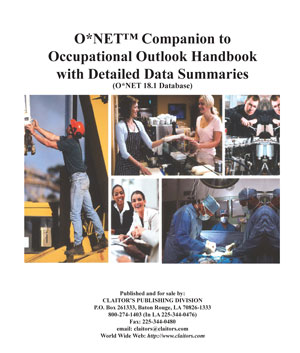 O*NET™ Companion to
Occupational Outlook Handbook
with Detailed Data Summaries
(O*NET 18.1 Database)
Published and for sale by:
CLAITOR'S PUBLISHING DIVISION
P.O. Box 261333, Baton Rouge, LA 70826-1333
800-274-1403 (In LA 225-344-0476)
Fax: 225-344-0480
email: claitors@claitors.com
World Wide Web: http://www.claitors.com